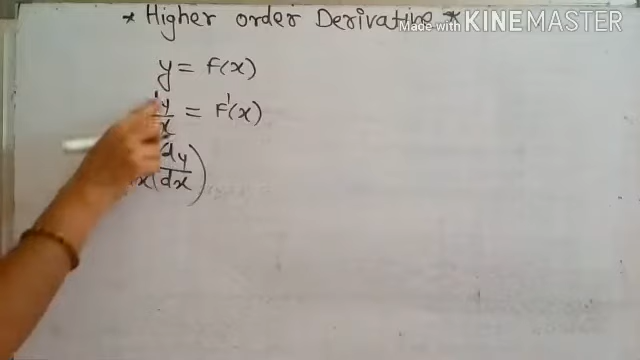 * Higher order Derivative *
Made with KINEMASTER
y = F(x)
y/x = F'(x)
x(dy/dx)